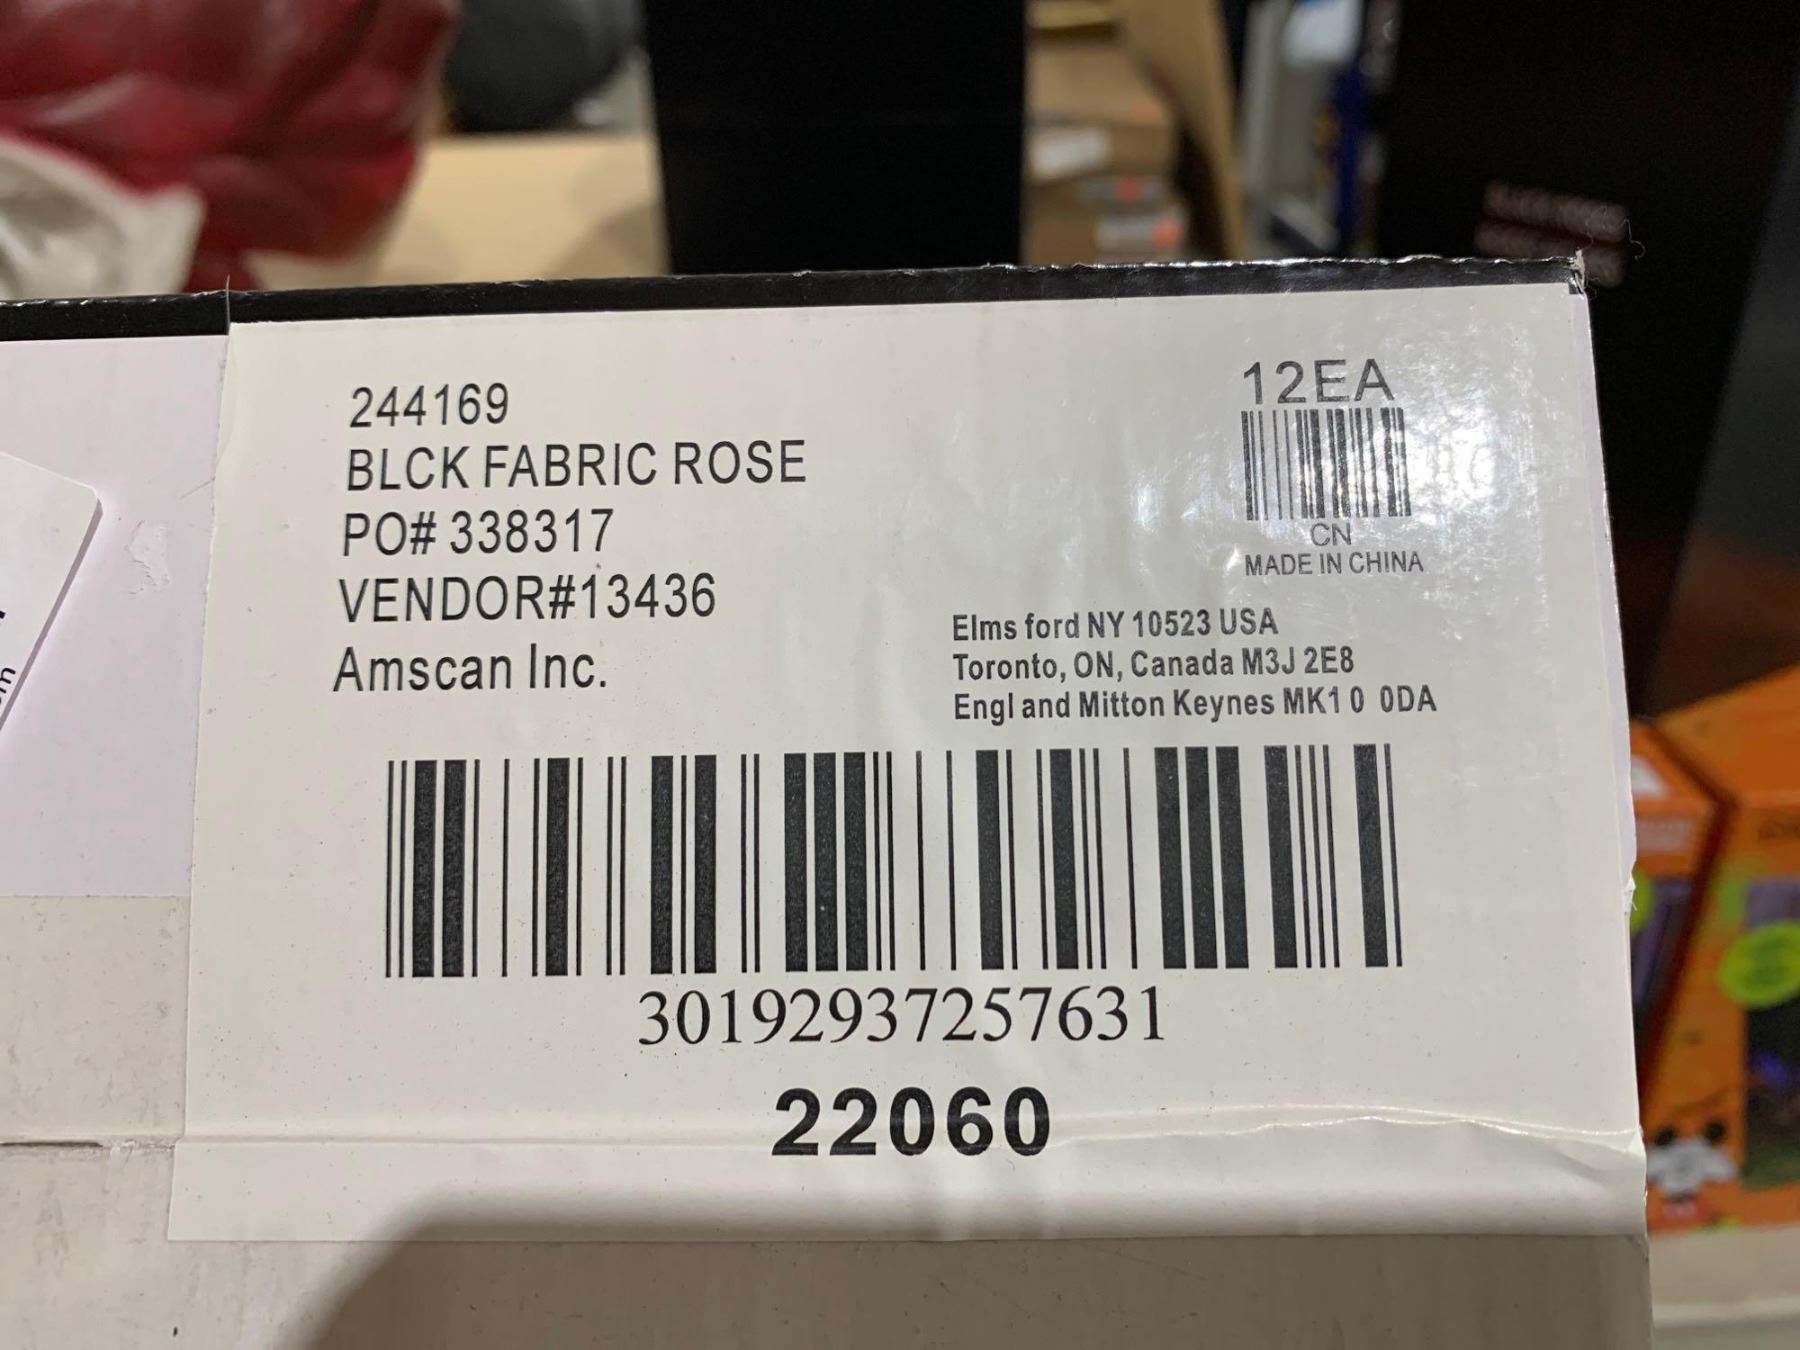 244169
BLCK FABRIC ROSE
PO# 338317
VENDOR#13436
Amscan Inc.
12EA
CN
MADE IN CHINA
Elms ford NY 10523 USA
Toronto, ON, Canada M3J 2E8
Engl and Mitton Keynes MK1 0 0DA
30192937257631
22060